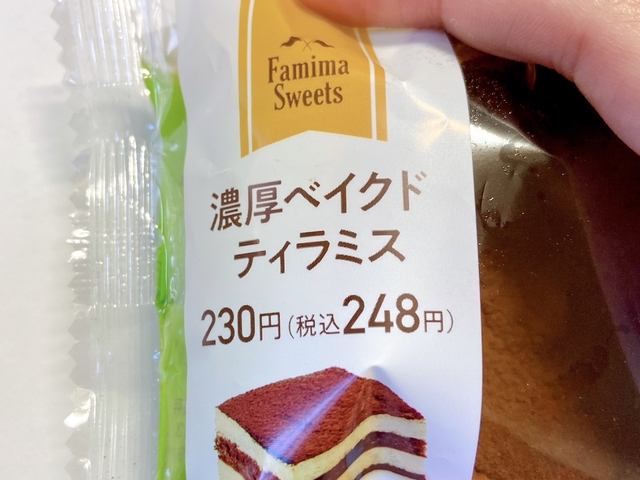 Famima
Sweets
濃厚ベイクド
ティラミス
230円(税込248円)